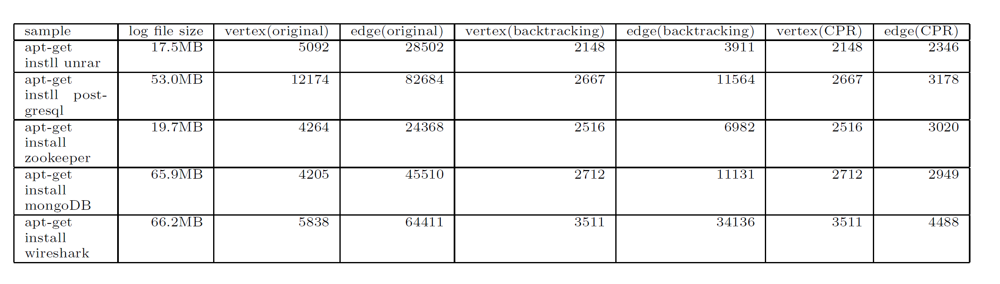 sample log file size vertex(original) edge(original) vertex(backtracking) edge(backtracking) vertex(CPR) edge(CPR)
apt-get 17.5MB 5092 28502 2148 3911 2148 2346
instll unrar
apt-get 53.0MB 12174 82684 2667 11564 2667 3178
instll post-
gresql
apt-get 19.7MB 4264 24368 2516 6982 2516 3020
install
zookeeper
apt-get 65.9MB 4205 45510 2712 11131 2712 2949
install
mongoDB
apt-get 66.2MB 5838 64411 3511 34136 3511 4488
install
wireshark